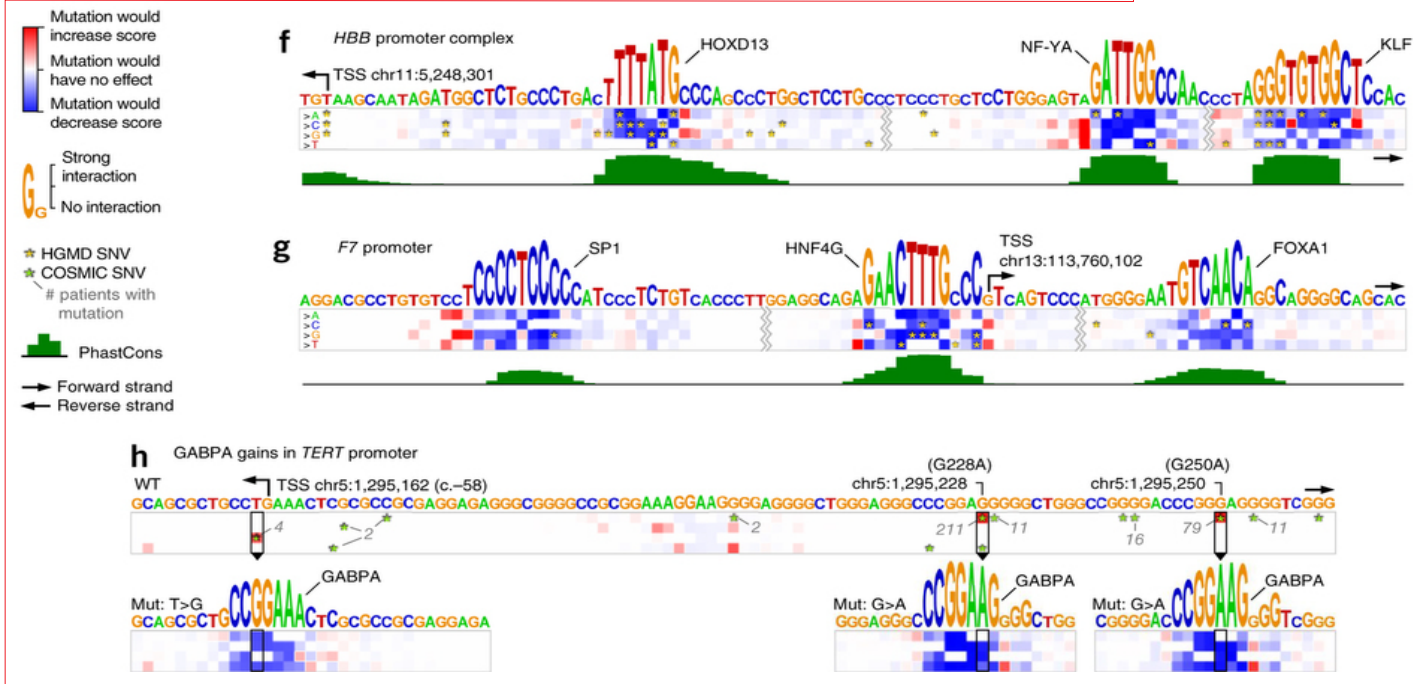 Mutation would
increase score
Mutation would
have no effect
Mutation would
decrease score
Strong
interaction
No interaction
G G
HGMD SNV
COSMIC SNV
# patients with
mutation
PhastCons
Forward strand
Reverse strand
f HBB promoter complex
HOXD13
NF-YA
KLF
TSS chr11:5,248,301
TGTAAGCAATAGATGGCTCTGCCCTGACTTTTATGCCCAGCCCTGGCTCCTGCCCTCCCTGCTCCTGGGAGTAGATTGGCCAACCCTAGGGTGTGGCTCCAC
>A
>C
>G
>T
g F7 promoter
SP1
HNF4G
TSS
chr13:113,760,102
FOXA1
AGGACGCCTGTGTCCTCCCCTCCCCCATCCCTCTGTCACCCTTGGAGGCAGAGAACTTTGCCCGTCAGTCCCATGGGGAATGTCAACAGGCAGGGGCAGCAC
>A
>C
>G
>T
h GABPA gains in TERT promoter
WT
TSS chr5:1,295,162 (c.–58)
(G228A)
chr5:1,295,228
(G250A)
chr5:1,295,250
GCAGCGCTGCCTGAAACTCGCGCCGCGAGGAGAGGGCGGGGCCGCGGAAAGGAAGGGGAGGGGCTGGGAGGGCCCGGAGGGGGCTGGGCCGGGGACCCGGGAGGGGTCGGG
4
2
2
211
11
16
79
11
GABPA
Mut: T>G
GCAGCGCTGCCGGAAACTCGCGCCGCGAGGAGA
GABPA
Mut: G>A
GGGAGGGCCCGGAAGGGGCTGG
GABPA
Mut: G>A
CGGGGACCCGGAAGGGGTCGGG